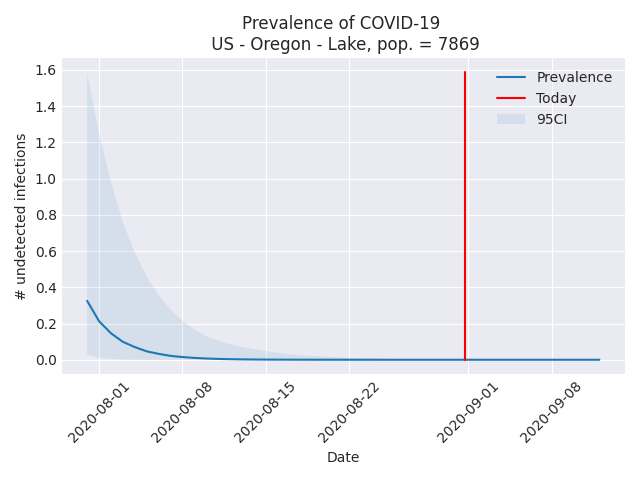 Prevalence of COVID-19
US - Oregon - Lake, pop. = 7869
1.6
1.4
1.2
1.0
0.8
0.6
0.4
0.2
0.0
# undetected infections
Prevalence
Today
95CI
2020-08-01
2020-08-08
2020-08-15
2020-08-22
2020-09-01
2020-09-08
Date